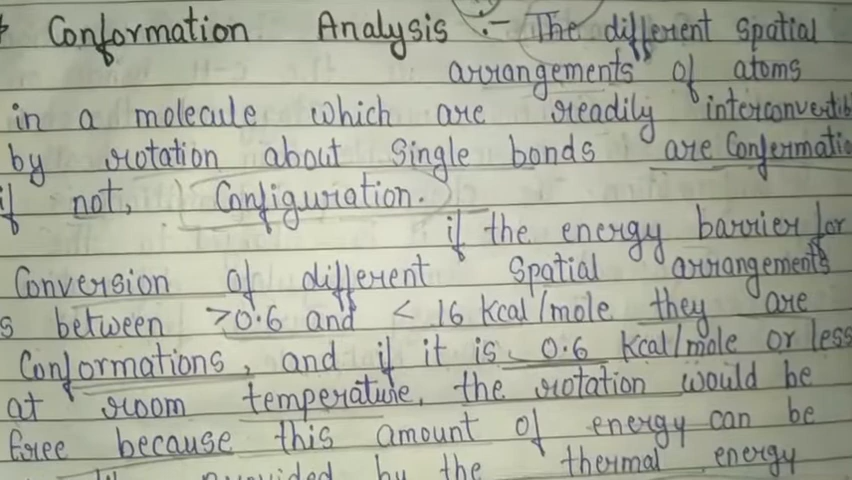 Conformation Analysis :- The different spatial
arrangements of atoms
in a molecule which are readily interconvertib
by rotation about single bonds are Conformatio
if not, Configuration.
if the energy barrier for
Conversion of different spatial arrangements
s between >0.6 and < 16 Kcal/mole they are
Conformations, and if it is 0.6 Kcal/mole or less
at room temperature, the rotation would be
free because this amount of energy can be
provided by the thermal energy